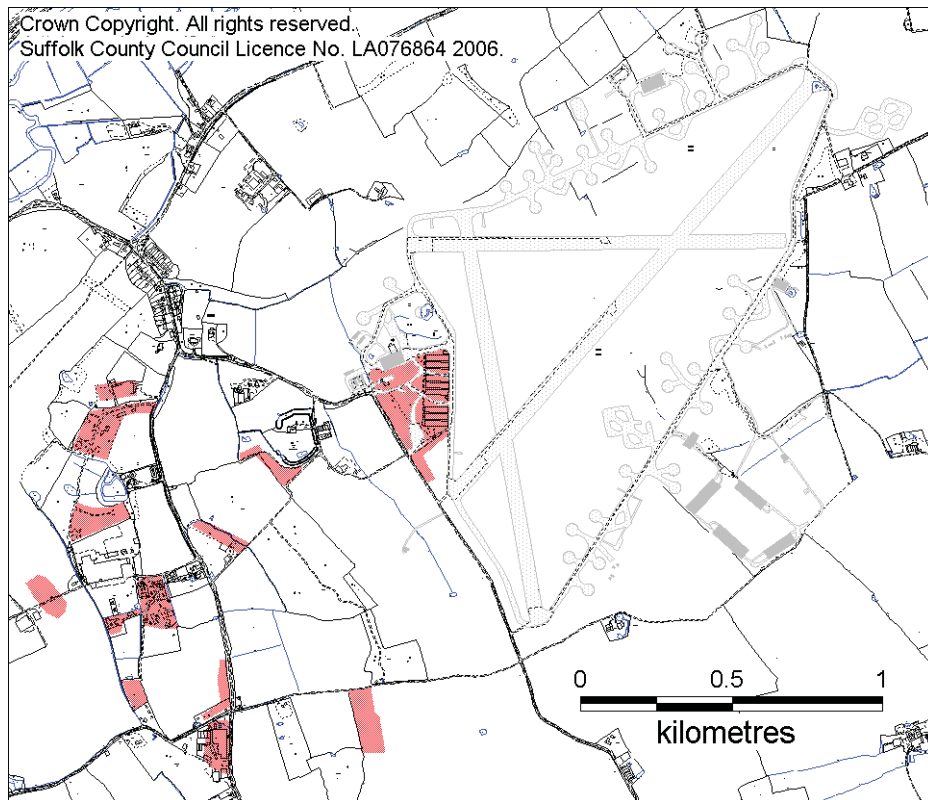 Crown Copyright. All rights reserved.
Suffolk County Council Licence No. LA076864 2006.
0 0.5 1
kilometres